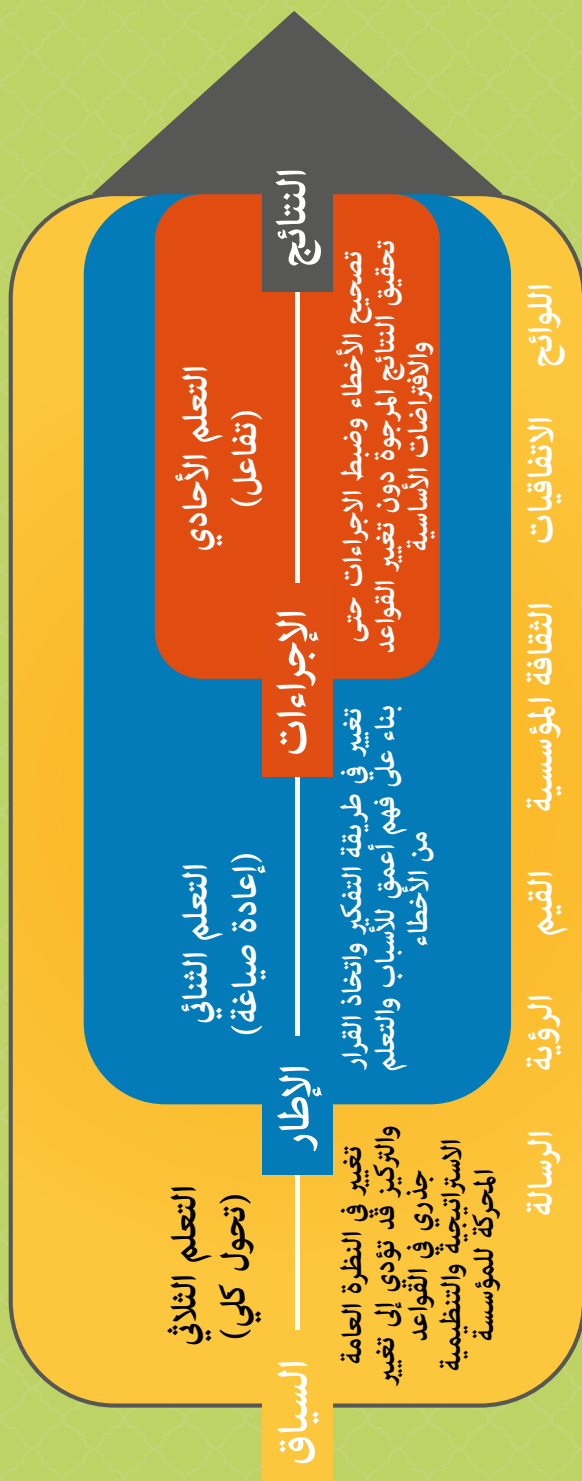 التعلم الأحادي
(تفاعل)
التعلم الثنائي
(إعادة صياغة)
التعلم الثلاثي
(تحول كلي)
النتائج
الإجراءات
الإطار
السياق
تصحيح الأخطاء وضبط الاجراءات حتى
تحقيق النتائج المرجوة دون تغيير القواعد
والافتراضات الأساسية
تغيير في طريقة التفكير واتخاذ القرار
بناء على فهم أعمق للأسباب والتعلم
من الأخطاء
تغيير فى النظرة العامة
والتركيز قد تؤدى إلى تغيير
جذري في القواعد
الاستراتيجية والتنظيمية
المحركة للمؤسسة
اللوائح
الاتفاقيات
الثقافة المؤسسية
القيم
الرؤية
الرسالة